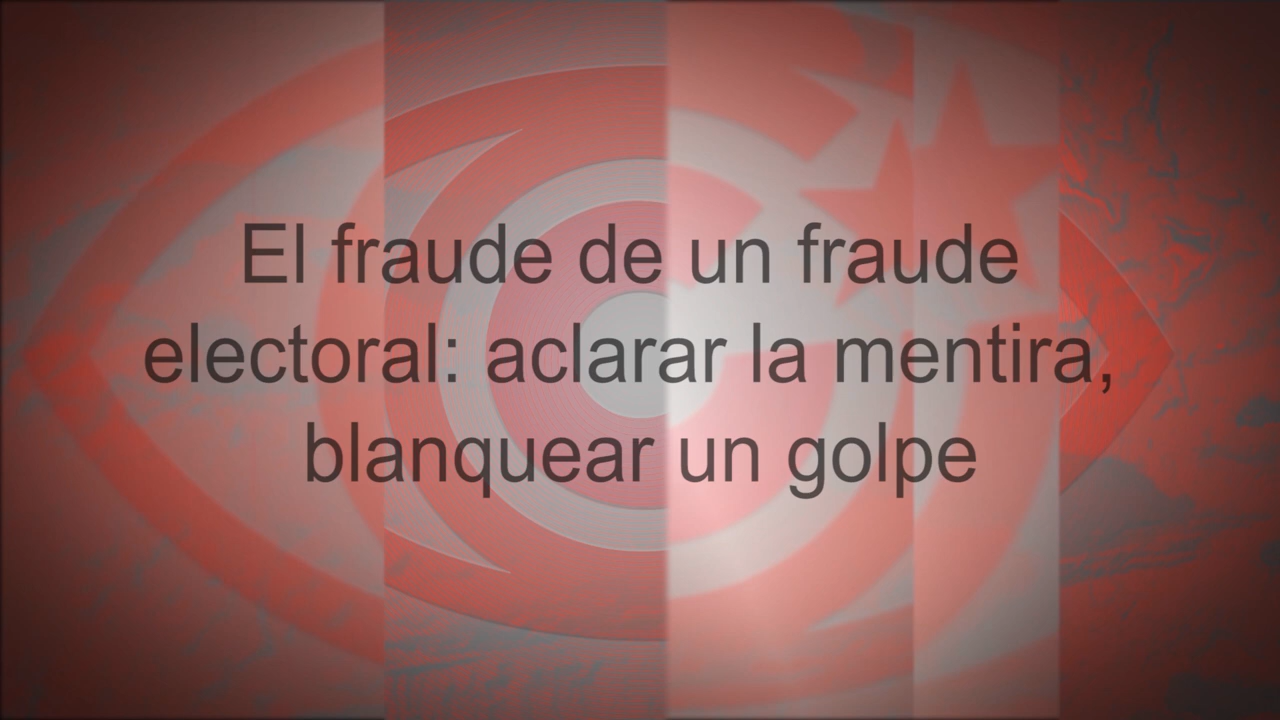 El fraude de un fraude
electoral: aclarar la mentira,
blanquear un golpe